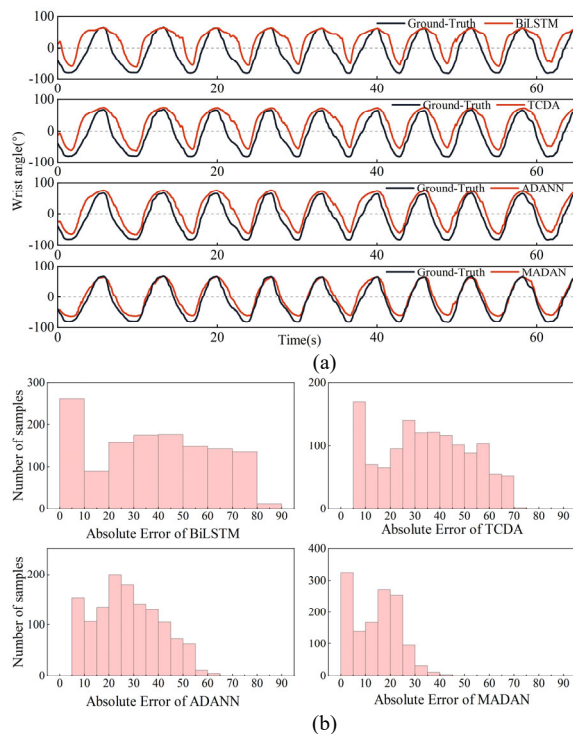 100 Ground-Truth BiLSTM
0
-100
0 20 40 60
100 Ground-Truth TCDA
0
-100
0 20 40 60
100 Ground-Truth ADANN
0
-100
0 20 40 60
100 Ground-Truth MADAN
0
-100
0 20 40 60
Wrist angle(°)
Time(s)
(a)
300
200
100
0
Number of samples
0 10 20 30 40 50 60 70 80 90
Absolute Error of BiLSTM
200
100
0
Number of samples
0 10 20 30 40 50 60 70 80 90
Absolute Error of TCDA
200
100
0
Number of samples
0 10 20 30 40 50 60 70 80 90
Absolute Error of ADANN
400
300
200
100
0
Number of samples
0 10 20 30 40 50 60 70 80 90
Absolute Error of MADAN
(b)